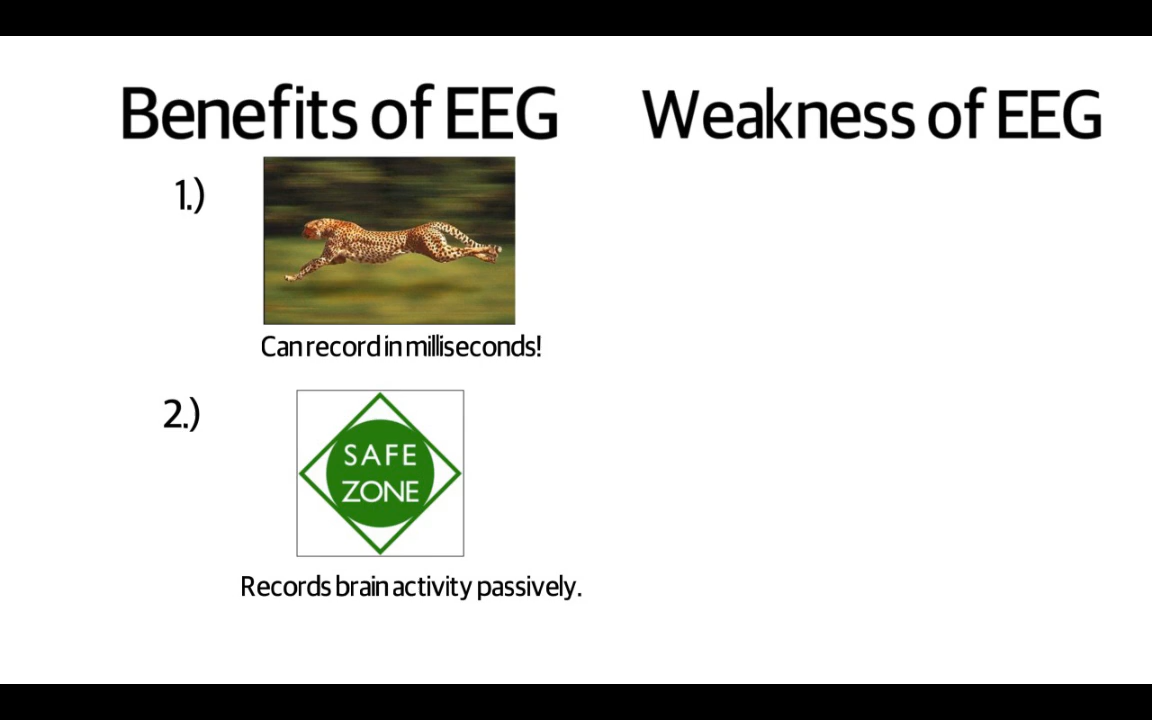 Benefits of EEG
1.)
Can record in milliseconds!
2.)
SAFE
ZONE
Records brain activity passively.
Weakness of EEG